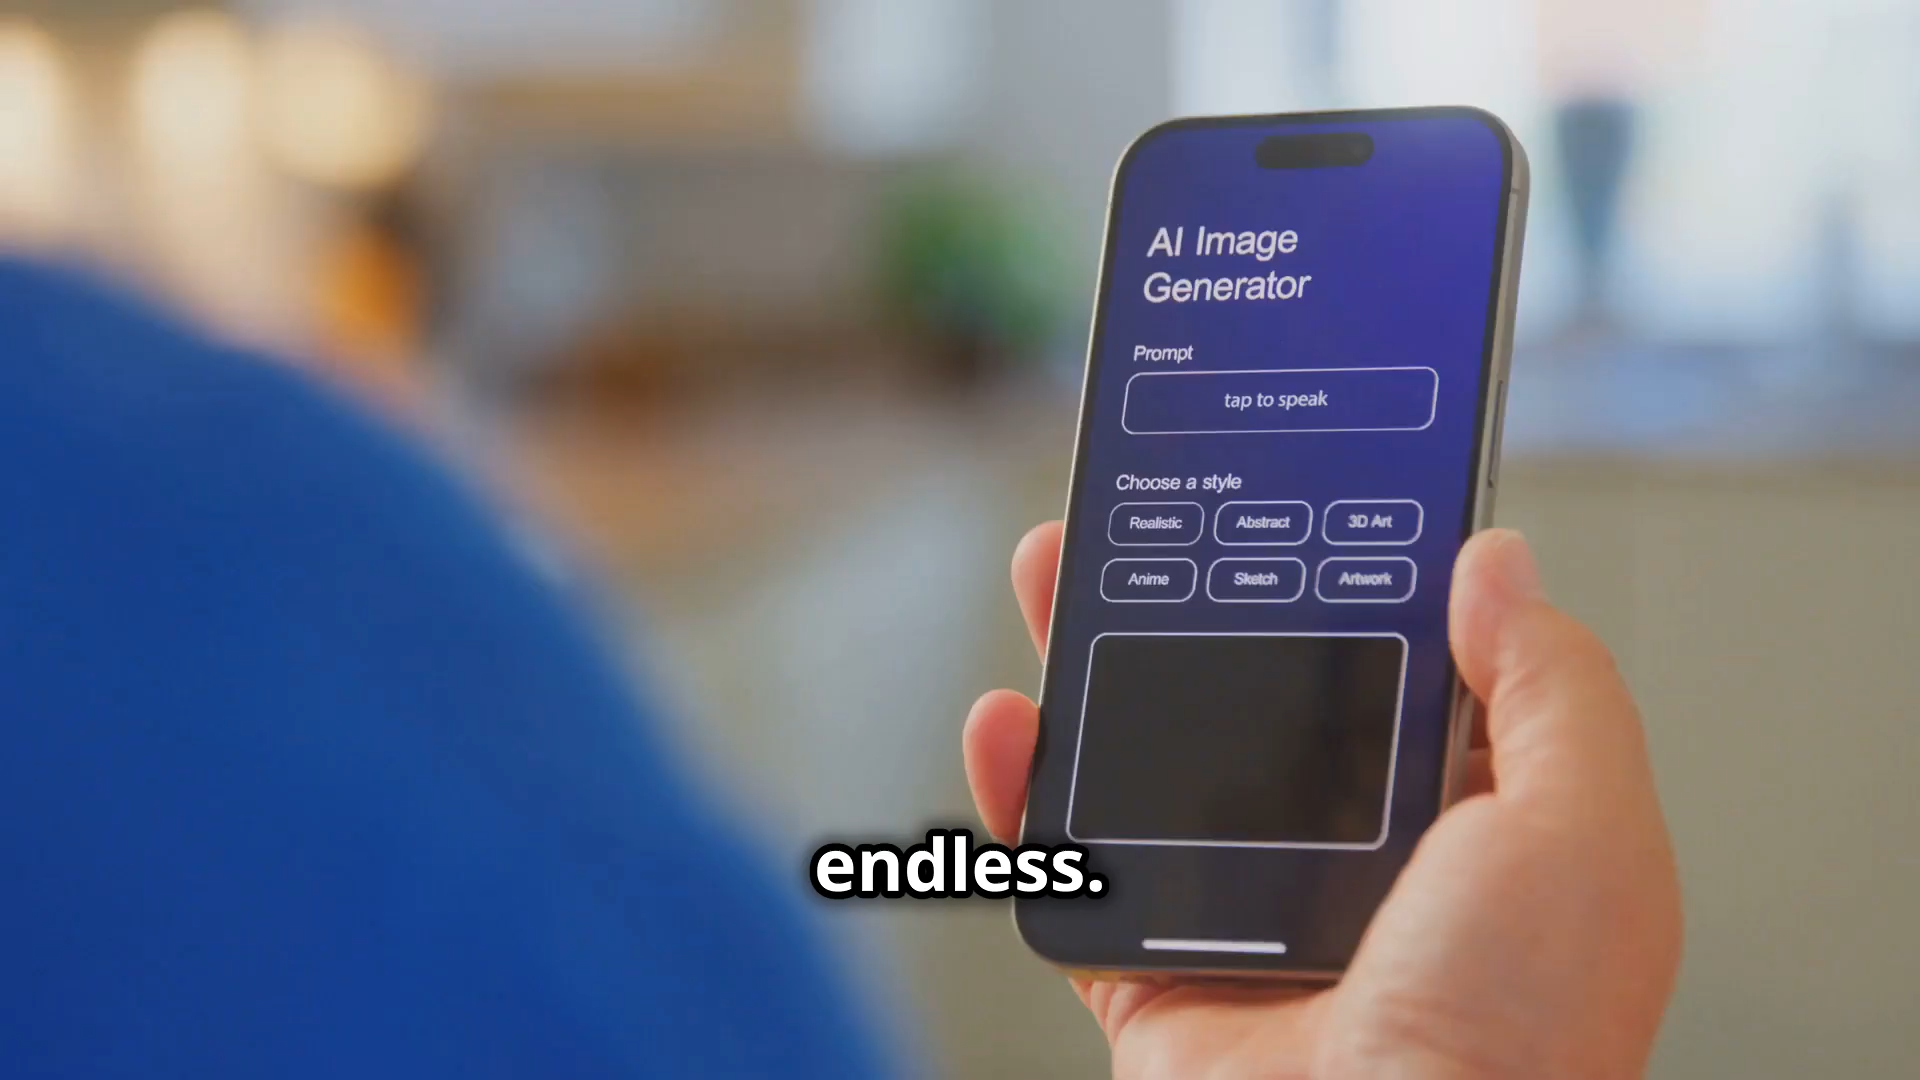 AI Image
Generator
Prompt
tap to speak
Choose a style
Realistic
Abstract
3D Art
Anime
Sketch
Artwork
endless.